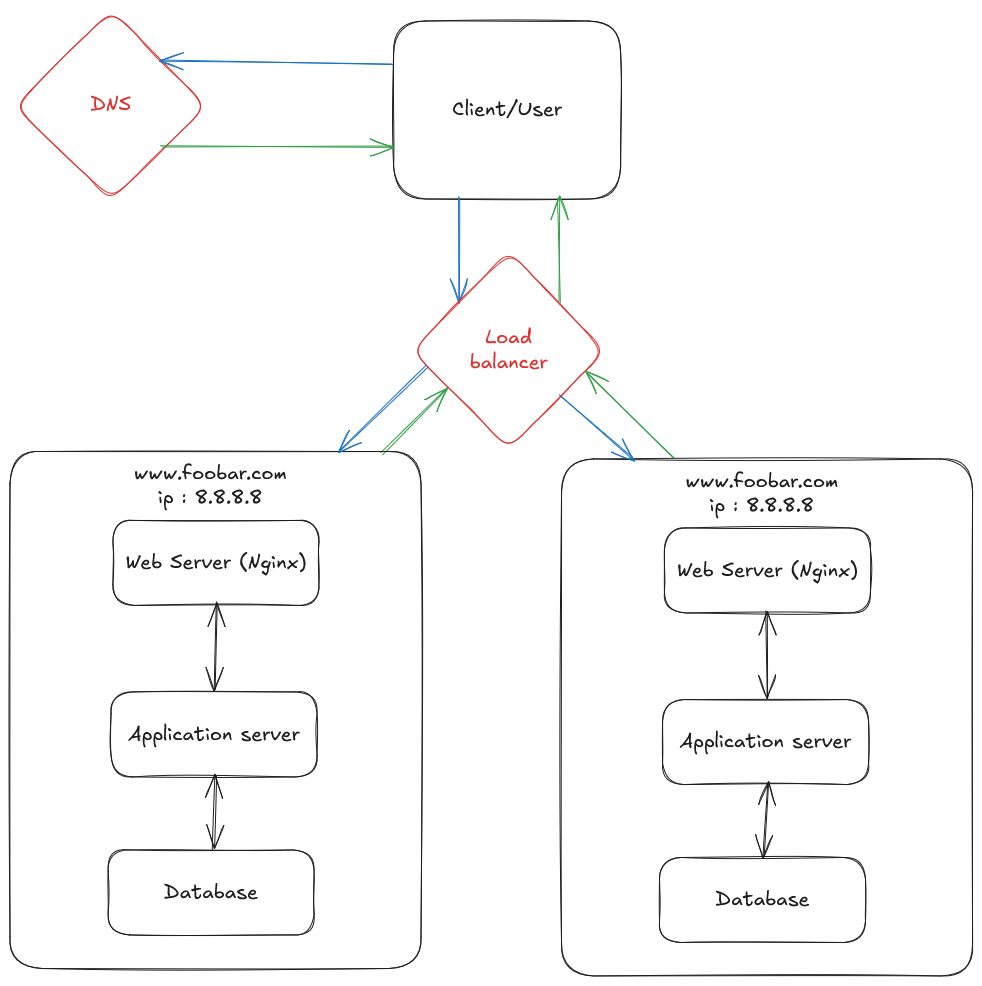 DNS
Client/User
Load
balancer
www.foobar.com
ip : 8.8.8.8
Web Server (Nginx)
Application server
Database
www.foobar.com
ip : 8.8.8.8
Web Server (Nginx)
Application server
Database